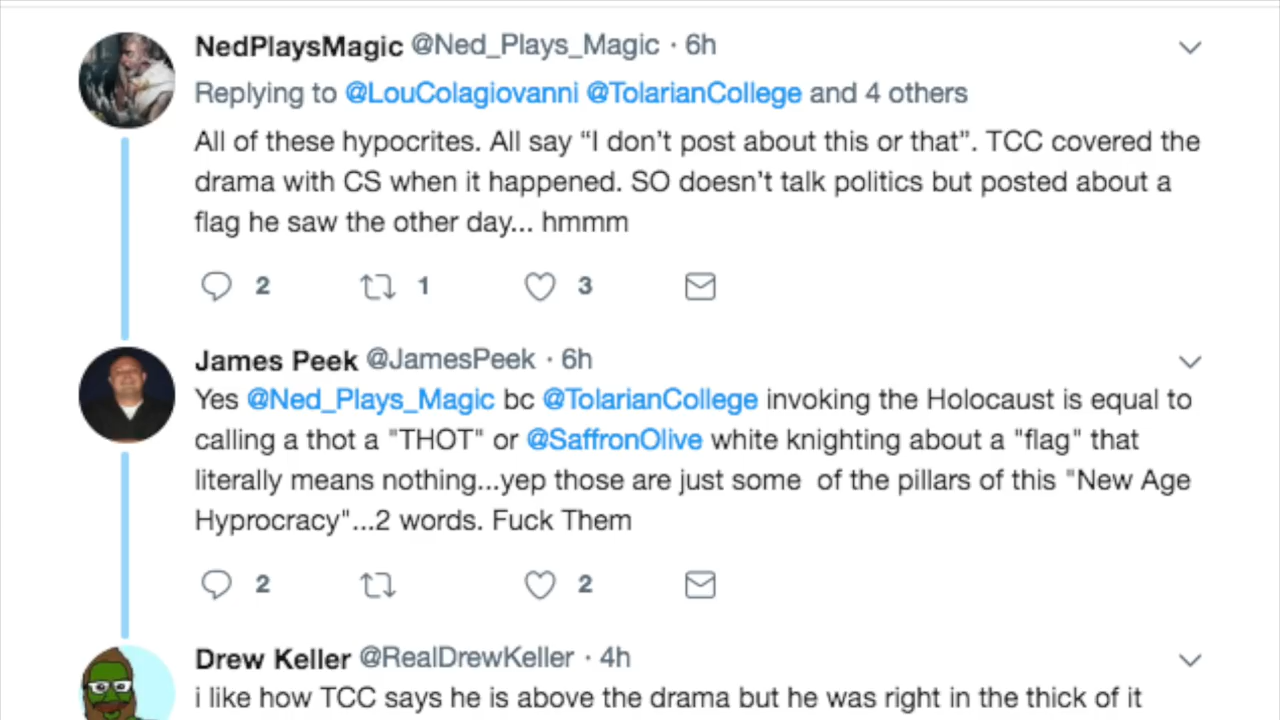 NedPlaysMagic @Ned_Plays_Magic · 6h
Replying to @LouColagiovanni @TolarianCollege and 4 others
All of these hypocrites. All say “I don’t post about this or that”. TCC covered the
drama with CS when it happened. SO doesn’t talk politics but posted about a
flag he saw the other day... hmmm
2 1 3
James Peek @JamesPeek · 6h
Yes @Ned_Plays_Magic bc @TolarianCollege invoking the Holocaust is equal to
calling a thot a "THOT" or @SaffronOlive white knighting about a "flag" that
literally means nothing...yep those are just some of the pillars of this "New Age
Hyprocracy"...2 words. Fuck Them
2 2
Drew Keller @RealDrewKeller · 4h
i like how TCC says he is above the drama but he was right in the thick of it